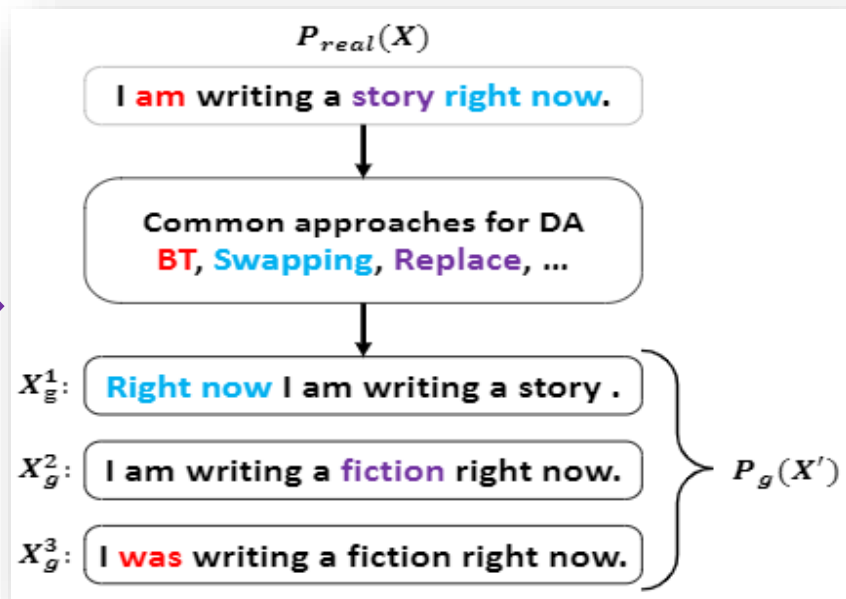 P_real(X)
I am writing a story right now.
Common approaches for DA
BT, Swapping, Replace, ...
X_g^1: Right now I am writing a story .
X_g^2: I am writing a fiction right now.
X_g^3: I was writing a fiction right now.
P_g(X')